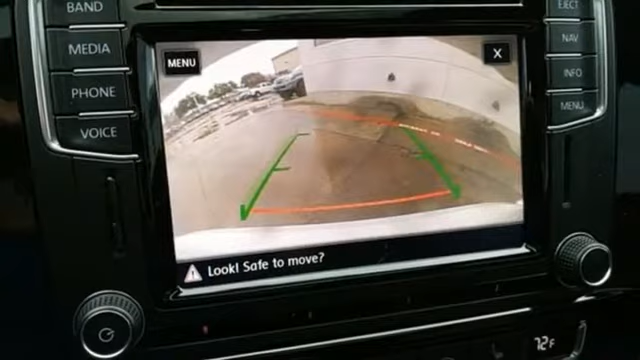 BAND
MEDIA
PHONE
VOICE
MENU
X
Look! Safe to move?
EJECT
NAV
INFO
MENU
72°F